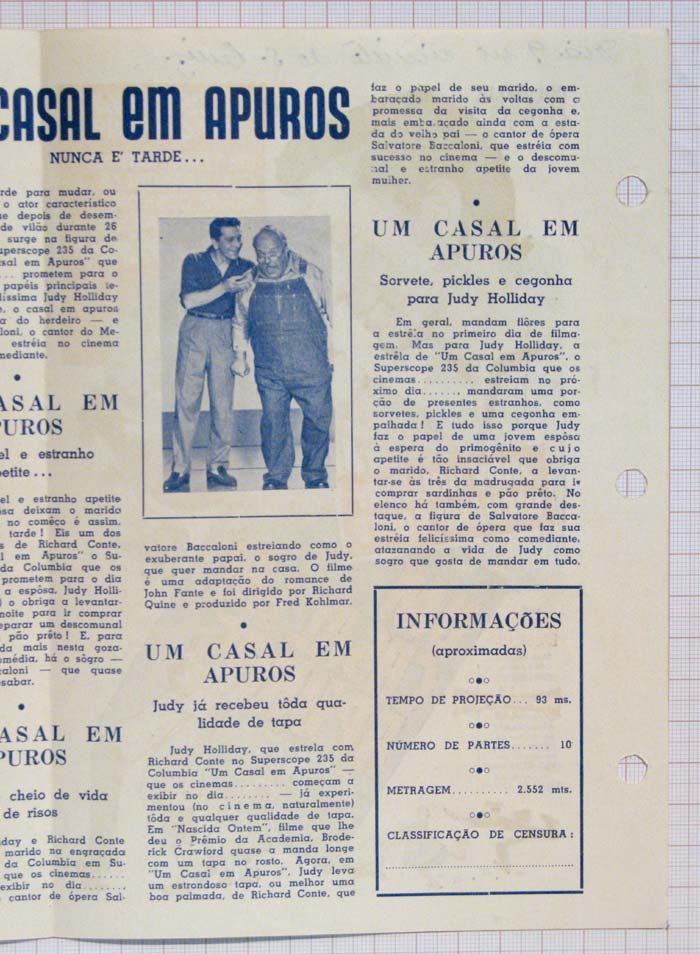 CASAL em APUROS
NUNCA E' TARDE...
rde para mudar, ou
o ator característico
e depois de desem-
de vilão durante 26
surge na figura de
uperscope 235 da Co-
sal em Apuros" que
... prometem para o
papéis principais te-
líssima Judy Holliday
e, o casal em apuros
a do herdeiro — e
loni, o cantor do Me-
estréia no cinema
mediante.
ASAL EM
PUROS
el e estranho
petite...
el e estranho apetite
sa deixam o marido
no comêço é assim,
tarde! Eis um dos
s de Richard Conte,
l em Apuros" o Su-
da Columbia que os
prometem para o dia
a espôsa, Judy Holli-
) o obriga a levantar-
noite para ir comprar
eparar um descomunal
pão prêto! E, para
da mais nesta goza-
média, há o sôgro —
caloni — que quase
sabar.
ASAL EM
PUROS
cheio de vida
de risos
iday e Richard Conte
marido na engraçada
da Columbia em Su-
que os cinemas......
exibir no dia........,
cantor de ópera Sal-
vatore Baccaloni estreiando como o
exuberante papai, o sogro de Judy,
que quer mandar na casa. O filme
é uma adaptação do romance de
John Fante e foi dirigido por Richard
Quine e produzido por Fred Kohlmar.
UM CASAL EM
APUROS
Judy já recebeu tôda qua-
lidade de tapa
Judy Holliday, que estrela com
Richard Conte no Superscope 235 da
Columbia "Um Casal em Apuros" —
que os cinemas......... começam a
exibir no dia....... — já experi-
mentou (no cinema, naturalmente)
tôda e qualquer qualidade de tapa.
Em "Nascida Ontem", filme que lhe
deu o Prêmio da Academia, Brode-
rick Crawford quase a manda longe
com um tapa no rosto. Agora, em
"Um Casal em Apuros", Judy leva
um estrondoso tapa, ou melhor uma
boa palmada, de Richard Conte, que
faz o papel de seu marido, o em-
baraçado marido às voltas com a
promessa da visita da cegonha e,
mais embaraçado ainda com a esta-
da do velho pai — o cantor de ópera
Salvatore Baccaloni, que estréia com
sucesso no cinema — e o descomu-
nal e estranho apetite da jovem
mulher.
UM CASAL EM
APUROS
Sorvete, pickles e cegonha
para Judy Holliday
Em geral, mandam flôres para
a estrêla no primeiro dia de filma-
gem. Mas para Judy Holliday, a
estrêla de "Um Casal em Apuros", o
Superscope 235 da Columbia que os
cinemas.......... estreiam no pró-
ximo dia......., mandaram uma por-
ção de presentes estranhos, como
sorvetes, pickles e uma cegonha em-
palhada! E tudo isso porque Judy
faz o papel de uma jovem espôsa
à espera do primogênito e cujo
apetite é tão insaciável que obriga
o marido, Richard Conte, a levan-
tar-se às três da madrugada para ir
comprar sardinhas e pão prêto. No
elenco há também, com grande des-
taque, a figura de Salvatore Bacca-
loni, o cantor de ópera que faz sua
estréia felicíssima como comediante,
atazanando a vida de Judy como
sogro que gosta de mandar em tudo.
INFORMAÇÕES
(aproximadas)
TEMPO DE PROJEÇÃO... 93 ms.
NÚMERO DE PARTES....... 10
METRAGEM.......... 2.552 mts.
CLASSIFICAÇÃO DE CENSURA: